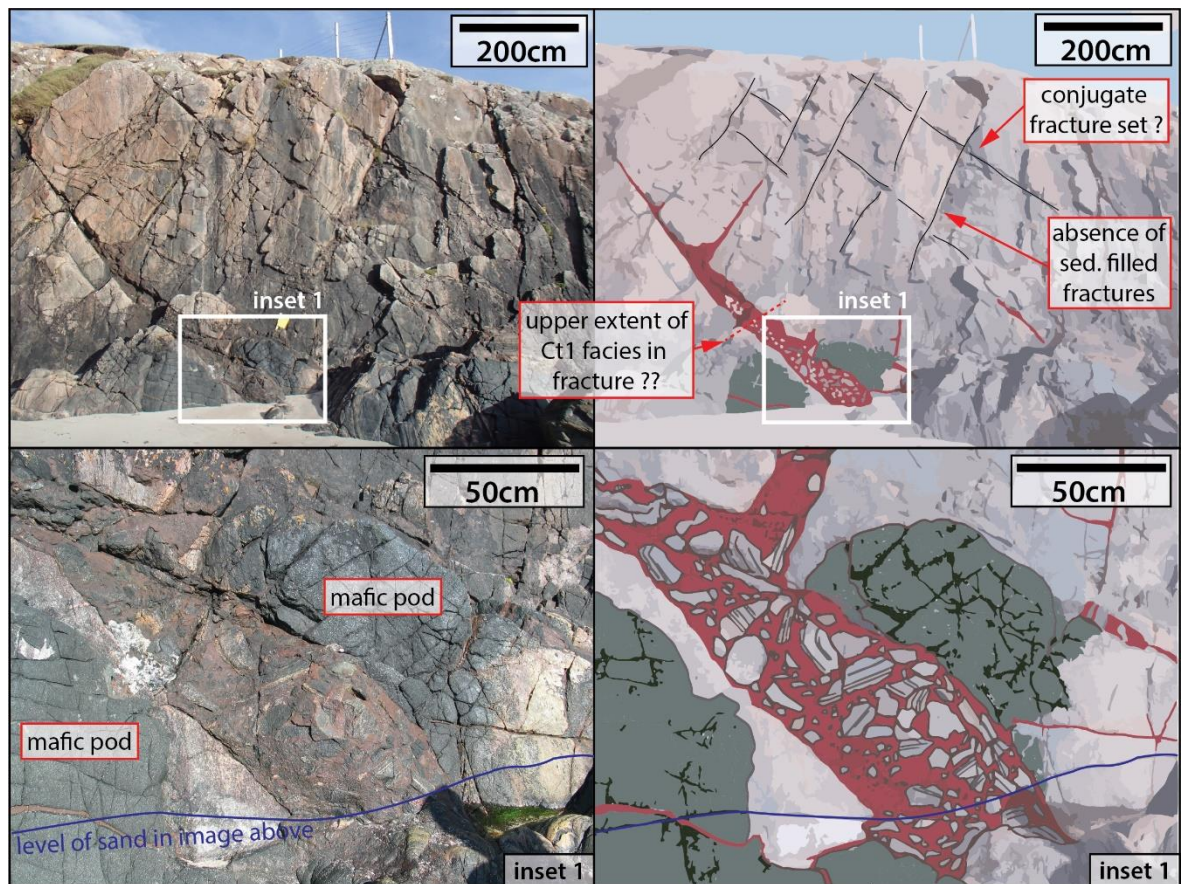 200cm
inset 1
200cm
conjugate
fracture set ?
absence of
sed. filled
fractures
inset 1
upper extent of
Ct1 facies in
fracture ??
50cm
mafic pod
mafic pod
level of sand in image above
inset 1
50cm
inset 1